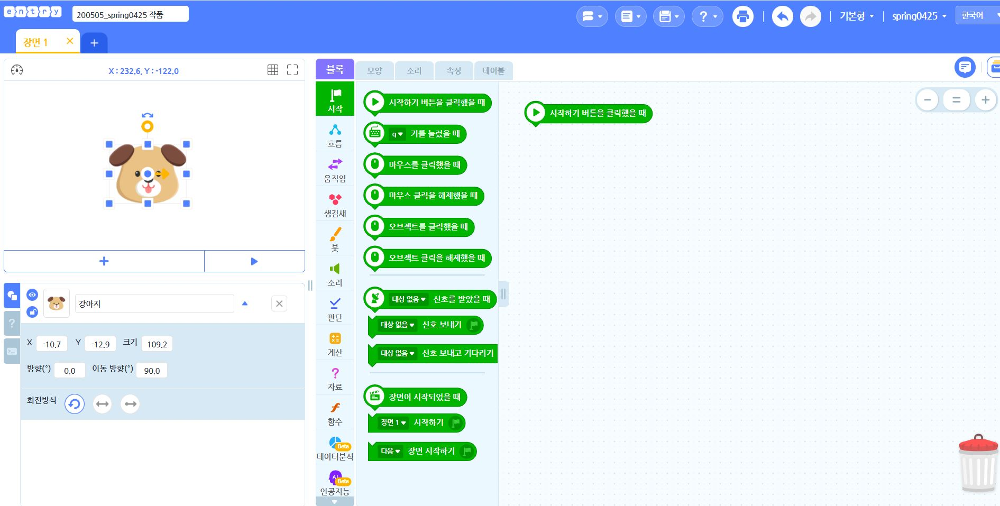 entry
200505_spring0425 작품
?
기본형
spring0425
한국어
장면 1
+
X : 232.6, Y : -122.0
블록
모양
소리
속성
테이블
시작
흐름
움직임
생김새
붓
소리
판단
계산
?
자료
함수
Beta
데이터분석
AI
Beta
인공지능
시작하기 버튼을 클릭했을 때
q 키를 눌렀을 때
마우스를 클릭했을 때
마우스 클릭을 해제했을 때
오브젝트를 클릭했을 때
오브젝트 클릭을 해제했을 때
대상 없음 신호를 받았을 때
대상 없음 신호 보내기
대상 없음 신호 보내고 기다리기
장면이 시작되었을 때
장면 1 시작하기
다음 장면 시작하기
시작하기 버튼을 클릭했을 때
강아지
?
X -10.7 Y -12.9 크기 109.2
방향(°) 0.0 이동 방향(°) 90.0
회전방식